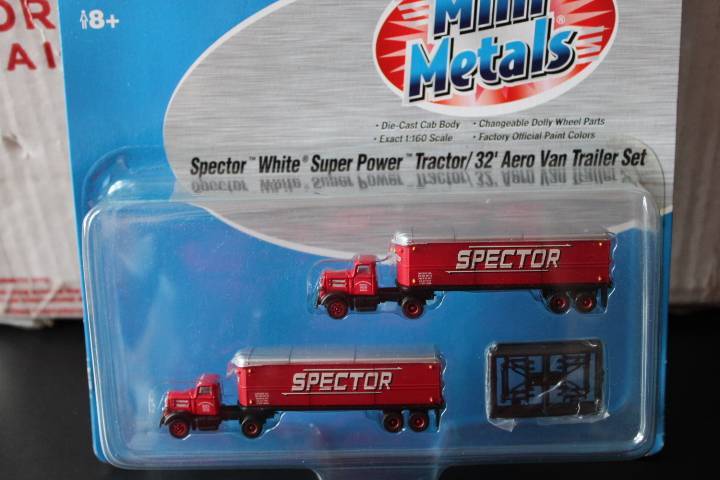 8+
Mini
Metals®
• Die-Cast Cab Body • Changeable Dolly Wheel Parts
• Exact 1:160 Scale • Factory Official Paint Colors
Spector™ White® Super Power™ Tractor/ 32' Aero Van Trailer Set
SPECTOR
SPECTOR